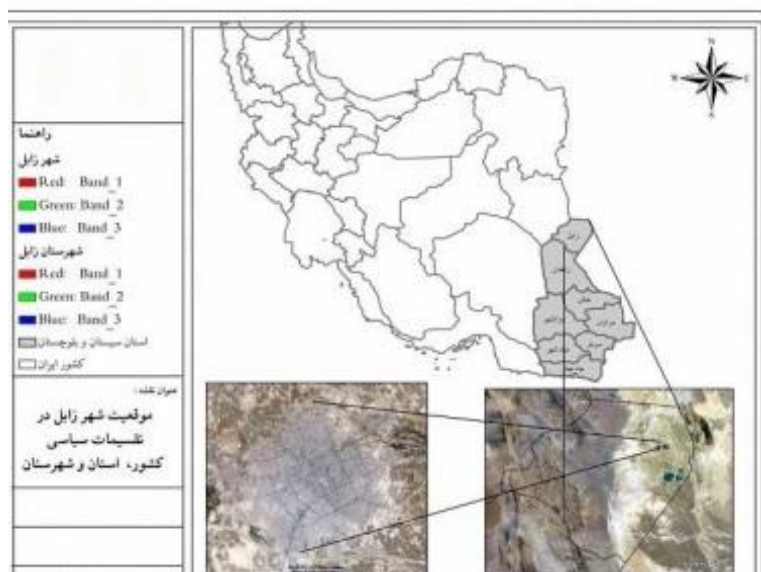 راهنما
شهر زابل
Red: Band_1
Green: Band_2
Blue: Band_3
شهرستان زابل
Red: Band_1
Green: Band_2
Blue: Band_3
استان سیستان و بلوچستان
کشور ایران
عنوان نقشه:
موقعیت شهر زابل در
تقسیمات سیاسی
کشور، استان و شهرستان
N
E
S
زابل